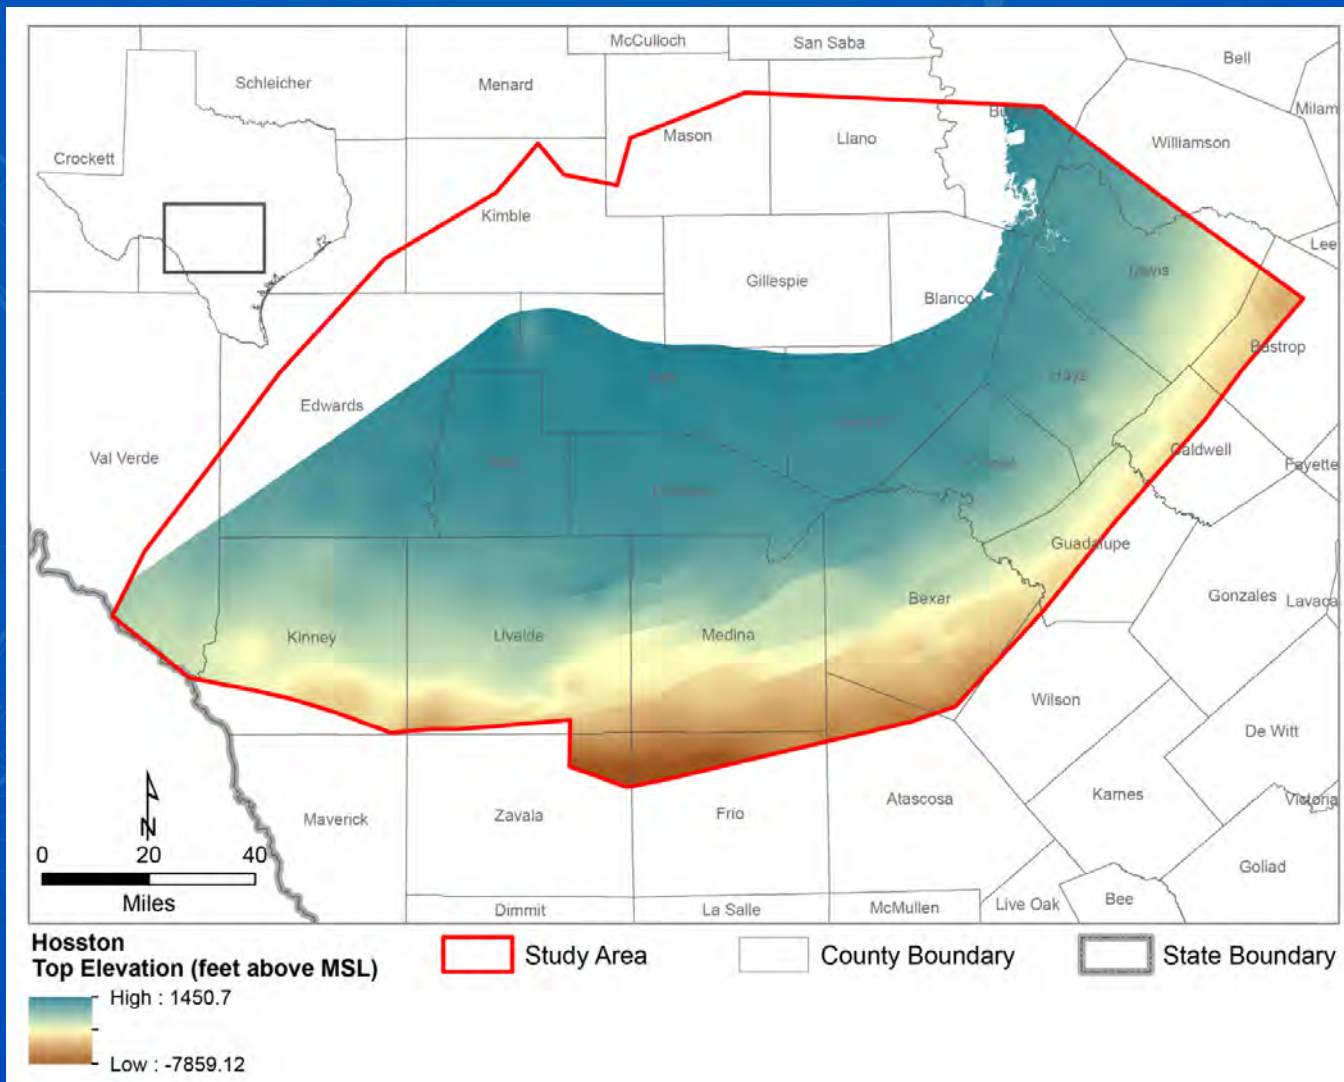 McCulloch
San Saba
Bell
Schleicher
Menard
Milam
Mason
Llano
Williamson
Crockett
Kimble
Lee
Gillespie
Blanco
Bastrop
Hays
Edwards
Val Verde
Caldwell
Fayette
Guadalupe
Bexar
Gonzales
Lavaca
Kinney
Uvalde
Medina
Wilson
De Witt
Karnes
Victoria
Maverick
Zavala
Frio
Atascosa
N
Goliad
0 20 40
Miles
Dimmit
La Salle
McMullen
Live Oak
Bee
Hosston
Top Elevation (feet above MSL)
High : 1450.7
Low : -7859.12
Study Area
County Boundary
State Boundary